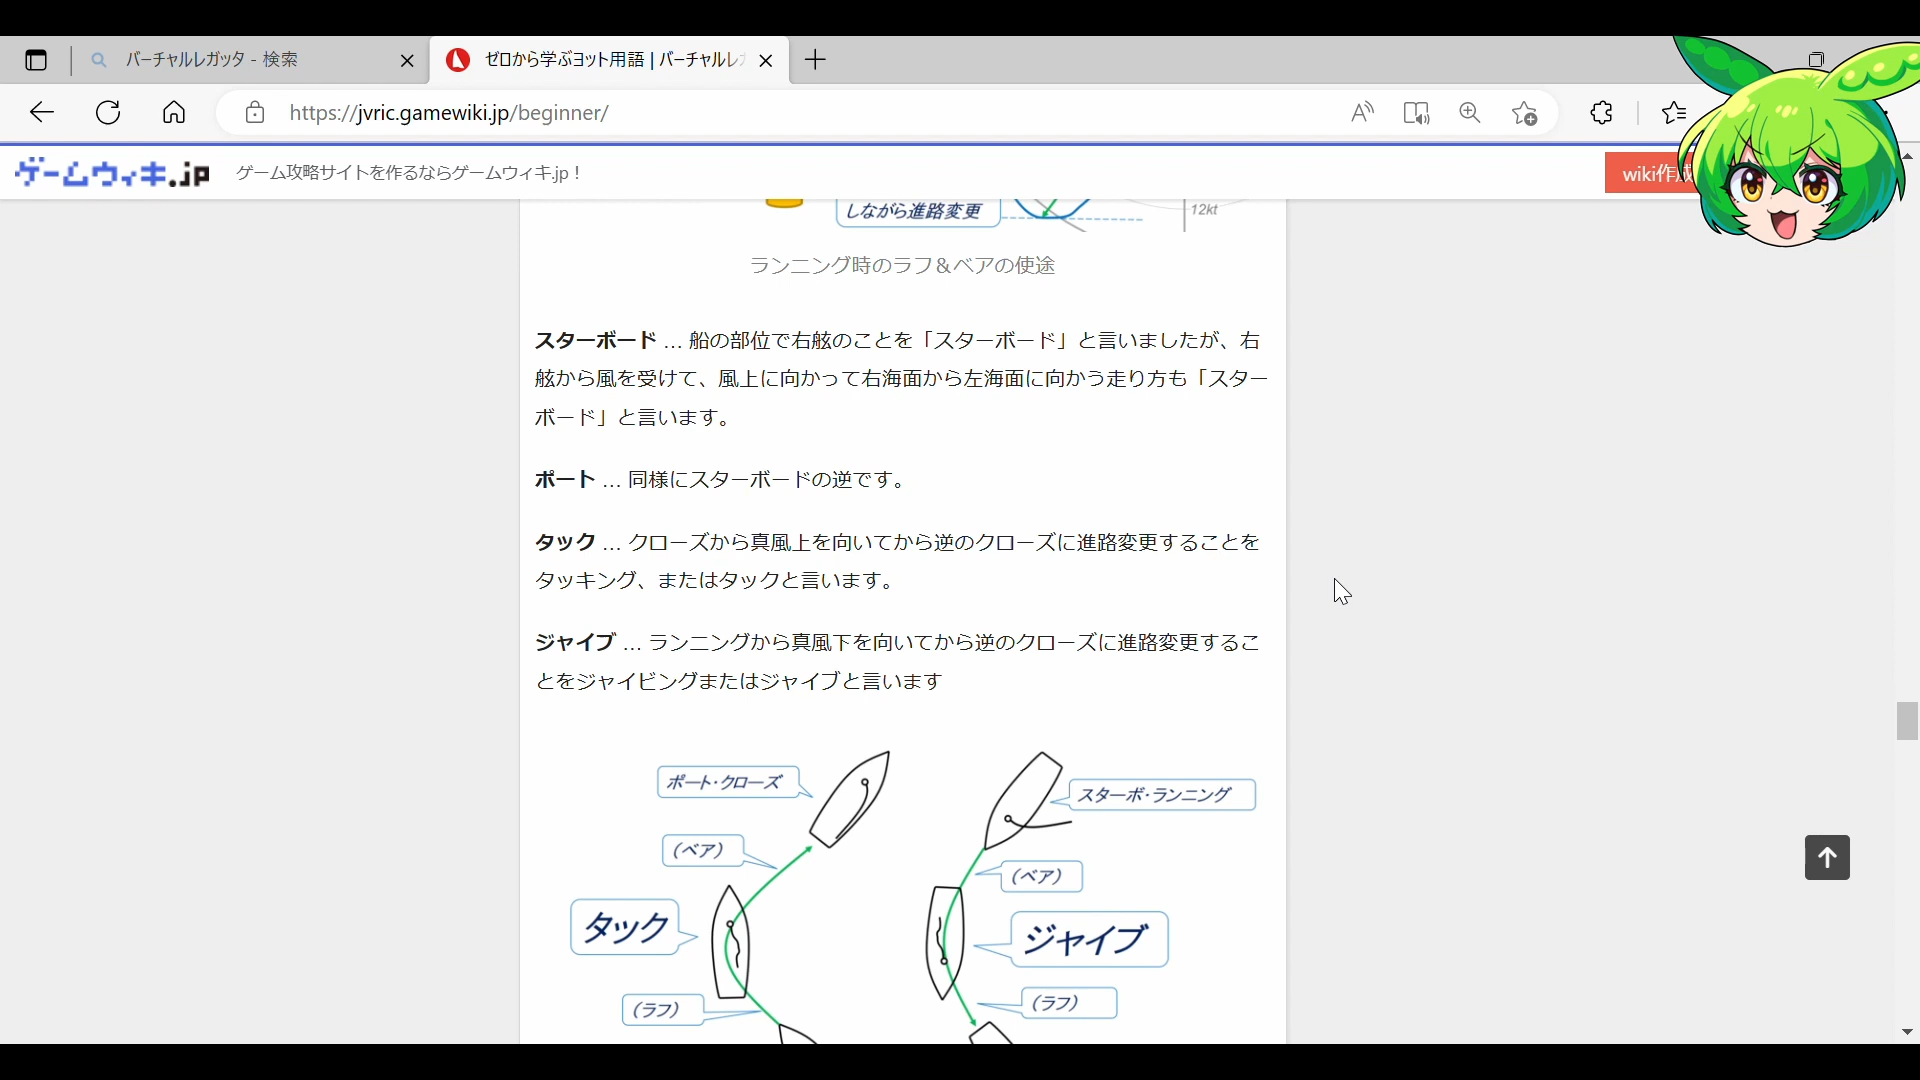 バーチャルレガッタ - 検索
ゼロから学ぶヨット用語 | バーチャルレガ
https://jvric.gamewiki.jp/beginner/
ゲームウィキ.jp
ゲーム攻略サイトを作るならゲームウィキ.jp！
wiki作成
しながら進路変更
12kt
ランニング時のラフ＆ベアの使途
スターボード … 船の部位で右舷のことを「スターボード」と言いましたが、右
舷から風を受けて、風上に向かって右海面から左海面に向かう走り方も「スター
ボード」と言います。
ポート … 同様にスターボードの逆です。
タック … クローズから真風上を向いてから逆のクローズに進路変更することを
タッキング、またはタックと言います。
ジャイブ … ランニングから真風下を向いてから逆のクローズに進路変更するこ
とをジャイビングまたはジャイブと言います
ポート・クローズ
スターボ・ランニング
（ベア）
（ベア）
タック
ジャイブ
（ラフ）
（ラフ）